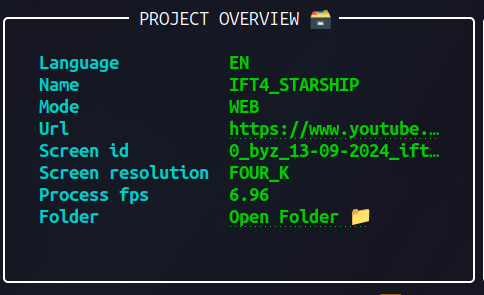 PROJECT OVERVIEW 🗃️
Language EN
Name IFT4_STARSHIP
Mode WEB
Url https://www.youtube.…
Screen id 0_byz_13-09-2024_ift…
Screen resolution FOUR_K
Process fps 6.96
Folder Open Folder 📁